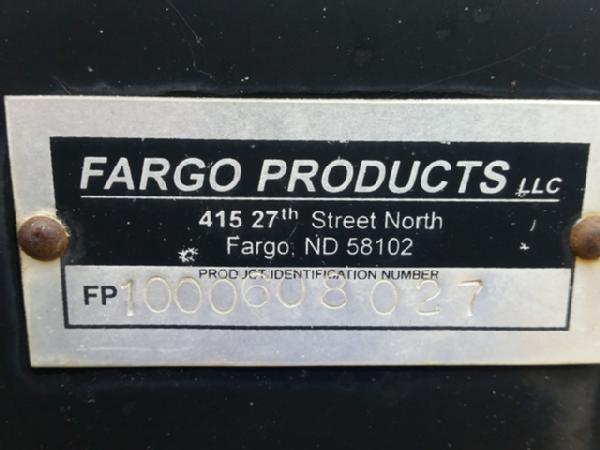 FARGO PRODUCTS LLC
415 27th Street North
Fargo, ND 58102
PRODUCT IDENTIFICATION NUMBER
FP1000608027